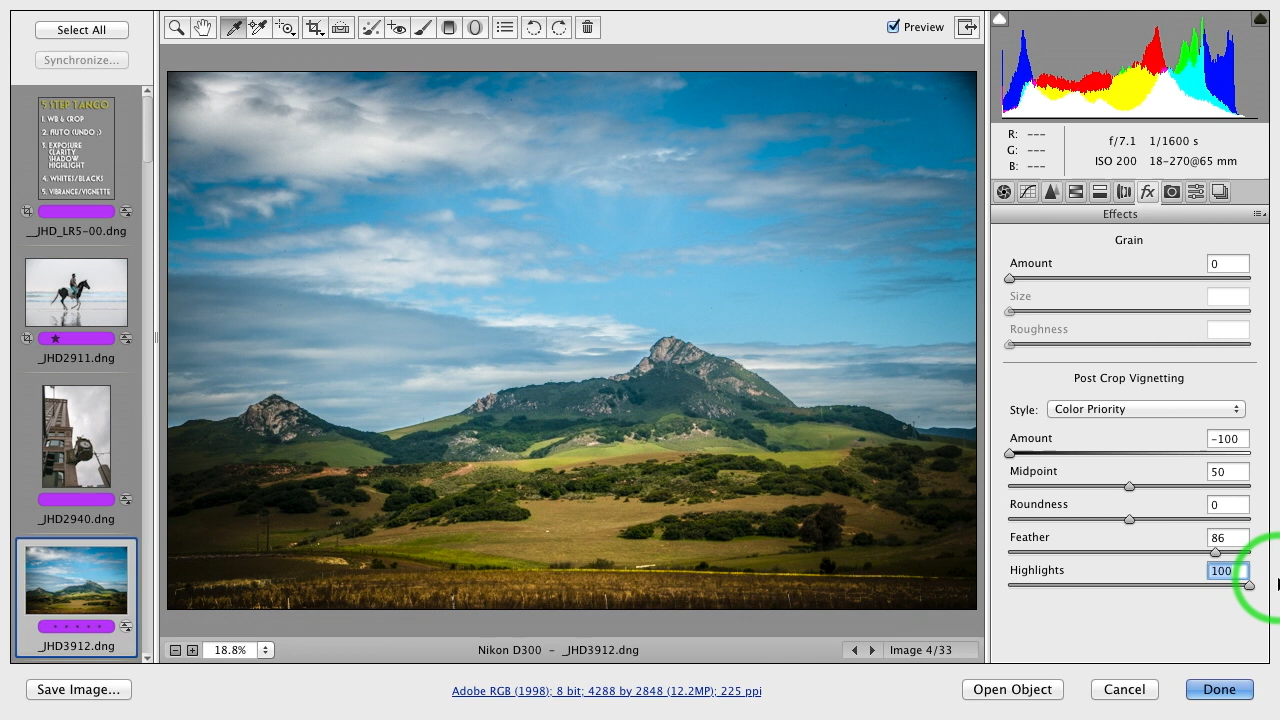 Select All
Synchronize...
5 STEP TANGO
1. WB & CROP
2. AUTO (UNDO :)
3. EXPOSURE
CLARITY
SHADOW
HIGHLIGHT
4. WHITES/BLACKS
5. VIBRANCE/VIGNETTE
__JHD_LR5-00.dng
_JHD2911.dng
_JHD2940.dng
_JHD3912.dng
Preview
18.8%
Nikon D300 – _JHD3912.dng
Image 4/33
R: ---
G: ---
B: ---
f/7.1 1/1600 s
ISO 200 18-270@65 mm
fx
Effects
Grain
Amount 0
Size
Roughness
Post Crop Vignetting
Style: Color Priority
Amount -100
Midpoint 50
Roundness 0
Feather 86
Highlights 100
Save Image...
Adobe RGB (1998); 8 bit; 4288 by 2848 (12.2MP); 225 ppi
Open Object
Cancel
Done